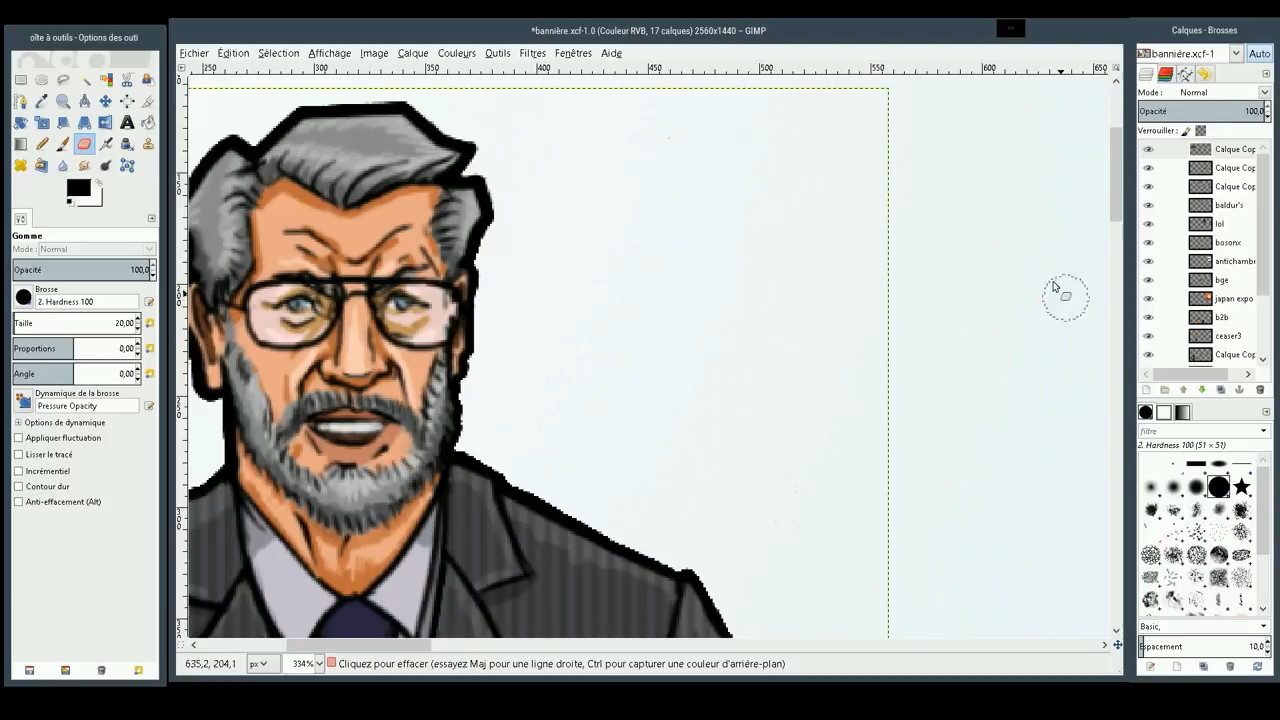 oîte à outils - Options des outi
*bannière.xcf-1.0 (Couleur RVB, 17 calques) 2560x1440 – GIMP
Calques - Brosses
Fichier Édition Sélection Affichage Image Calque Couleurs Outils Filtres Fenêtres Aide
bannière.xcf-1 Auto
250 300 350 400 450 500 550 600 650
Mode : Normal
Opacité 100,0
Verrouiller :
Calque Cop
Calque Cop
Calque Cop
baldur's
lol
bosonx
antichambre
bge
japan expo
b2b
ceaser3
Calque Cop
Gomme
Mode : Normal
Opacité 100,0
Brosse
2. Hardness 100
Taille 20,00
Proportions 0,00
Angle 0,00
Dynamique de la brosse
Pressure Opacity
Options de dynamique
Appliquer fluctuation
Lisser le tracé
Incrémentiel
Contour dur
Anti-effacement (Alt)
filtre
2. Hardness 100 (51 × 51)
Basic,
Espacement 10,0
635,2, 204,1 px 334% Cliquez pour effacer (essayez Maj pour une ligne droite, Ctrl pour capturer une couleur d'arrière-plan)